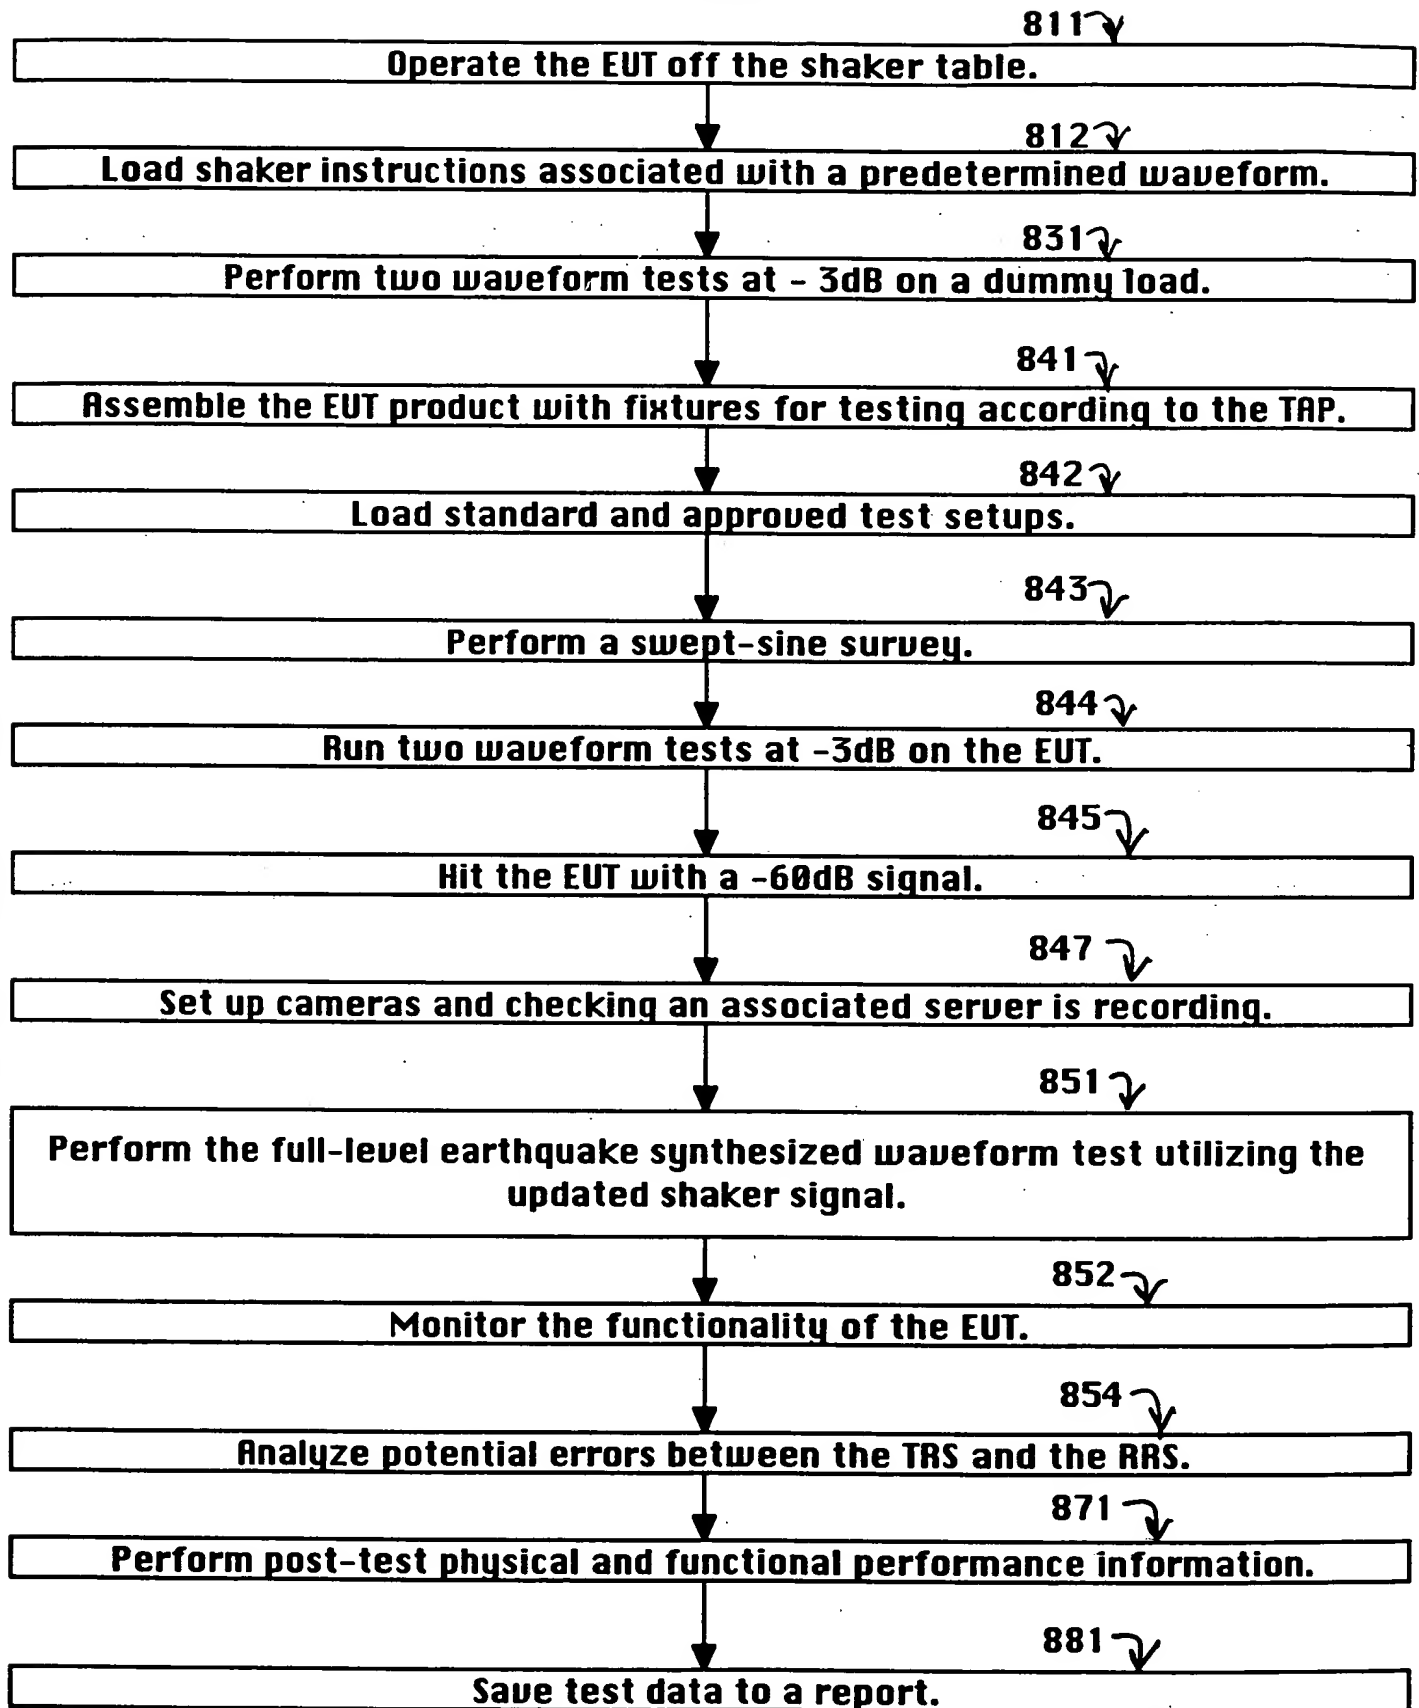 811
Operate the EUT off the shaker table.
812
Load shaker instructions associated with a predetermined waveform.
831
Perform two waveform tests at - 3dB on a dummy load.
841
Assemble the EUT product with fixtures for testing according to the TAP.
842
Load standard and approved test setups.
843
Perform a swept-sine survey.
844
Run two waveform tests at -3dB on the EUT.
845
Hit the EUT with a -60dB signal.
847
Set up cameras and checking an associated server is recording.
851
Perform the full-level earthquake synthesized waveform test utilizing the
updated shaker signal.
852
Monitor the functionality of the EUT.
854
Analyze potential errors between the TRS and the RRS.
871
Perform post-test physical and functional performance information.
881
Save test data to a report.